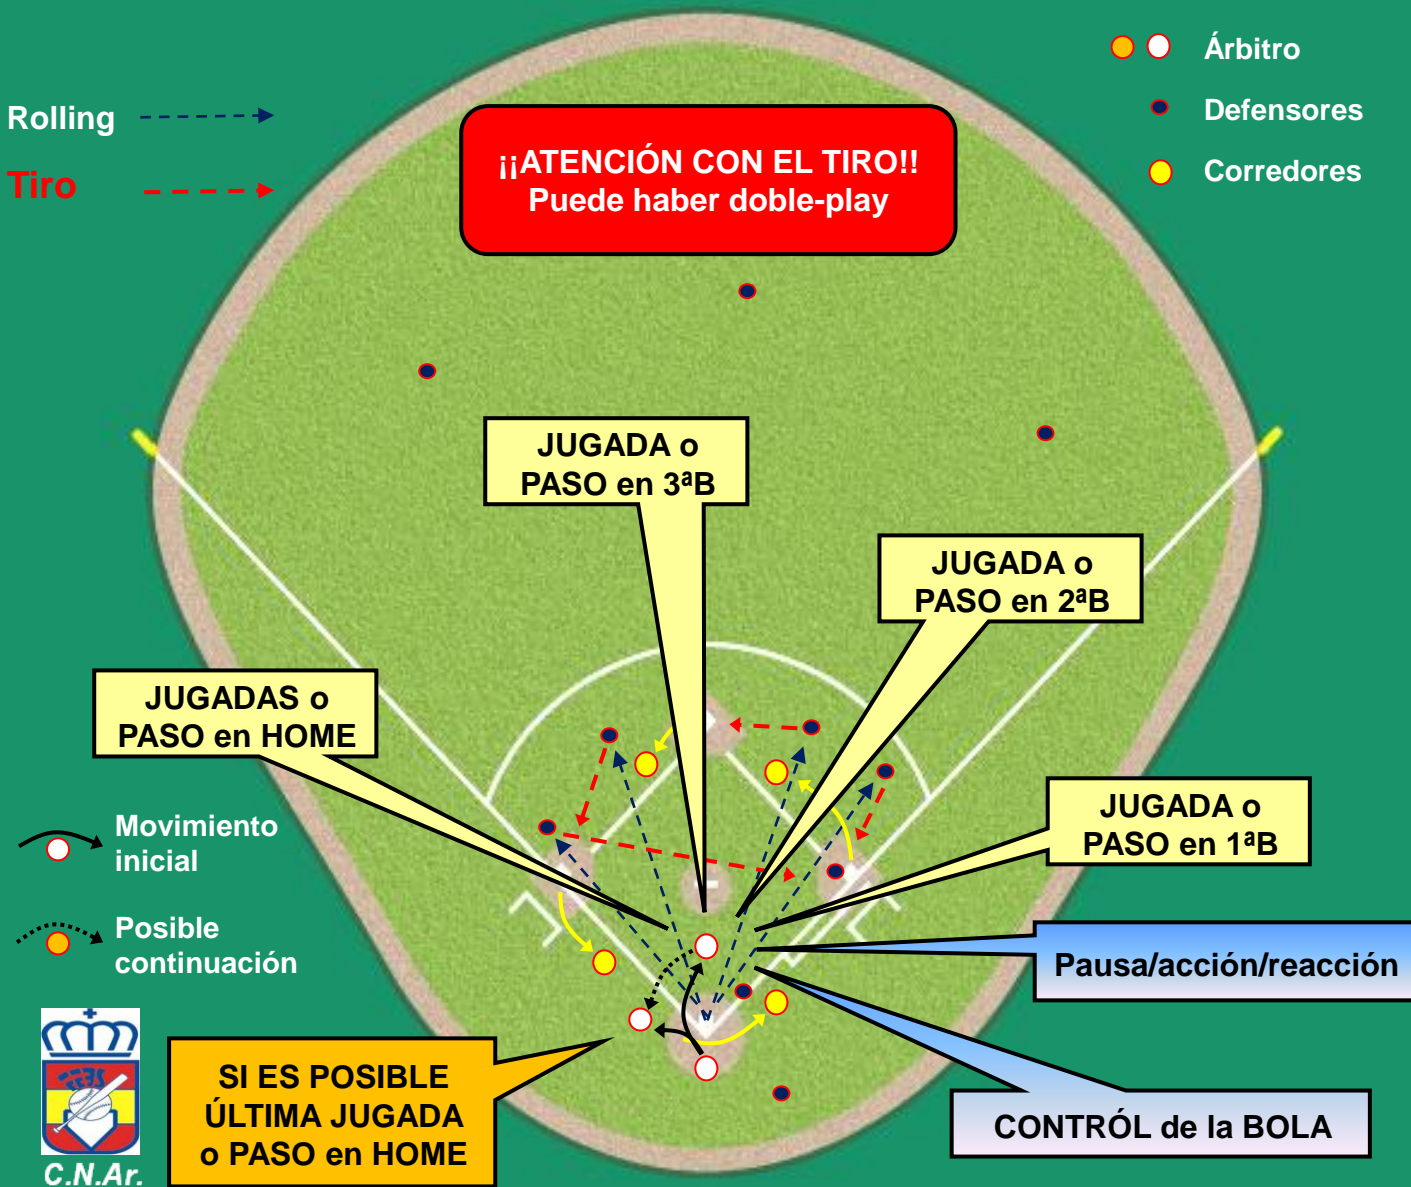 Árbitro
Rolling
Defensores
Tiro
Corredores
¡¡ATENCIÓN CON EL TIRO!!
Puede haber doble-play
JUGADA o
PASO en 3ªB
JUGADA o
PASO en 2ªB
JUGADAS o
PASO en HOME
JUGADA o
PASO en 1ªB
Movimiento
inicial
Posible
continuación
Pausa/acción/reacción
SI ES POSIBLE
ÚLTIMA JUGADA
o PASO en HOME
CONTRÓL de la BOLA
C.N.Ar.